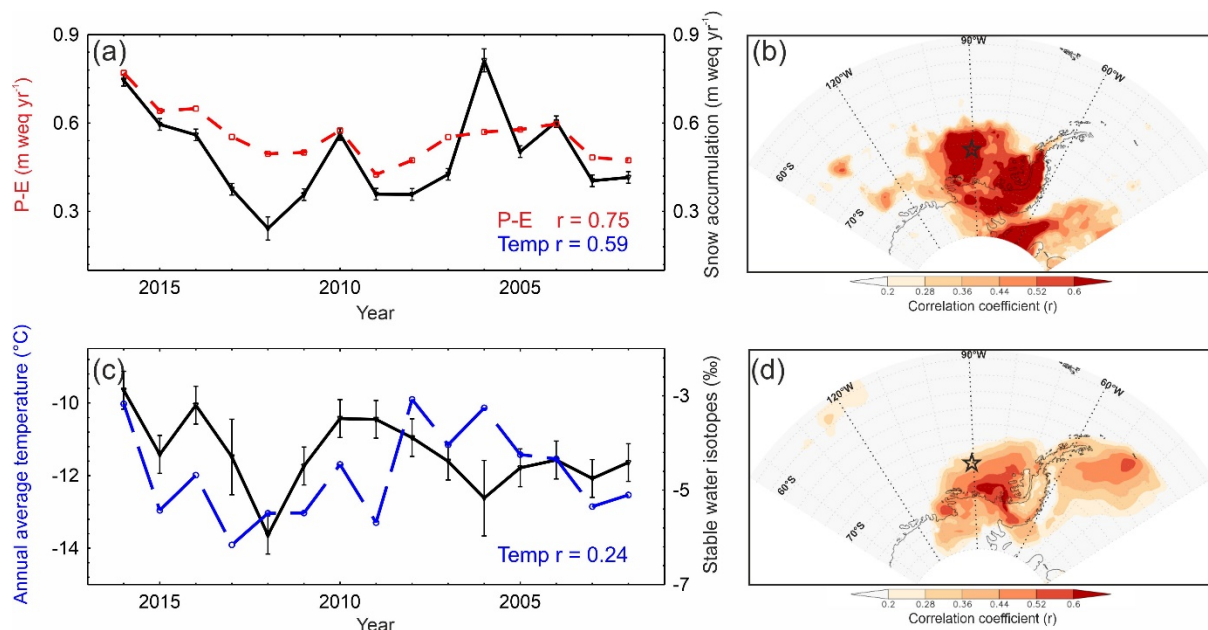 (a)
0.9
0.6
0.3
P-E (m weq yr⁻¹)
0.9
0.6
0.3
Snow accumulation (m weq yr⁻¹)
P-E r = 0.75
Temp r = 0.59
2015
2010
2005
Year
(b)
90°W
120°W
60°W
60°S
70°S
0.2
0.28
0.36
0.44
0.52
0.6
Correlation coefficient (r)
(c)
Annual average temperature (°C)
-10
-12
-14
-3
-5
-7
Stable water isotopes (‰)
Temp r = 0.24
2015
2010
2005
Year
(d)
90°W
120°W
60°W
60°S
70°S
0.2
0.28
0.36
0.44
0.52
0.6
Correlation coefficient (r)